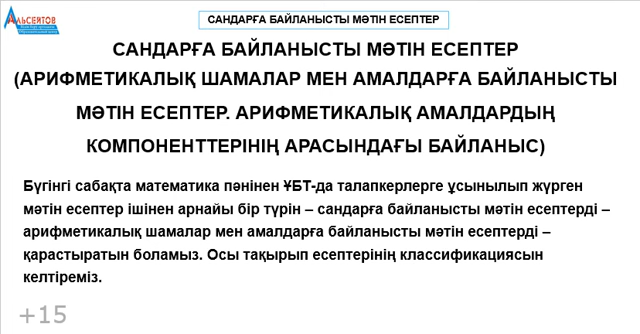 АЛЬСЕИТОВ
САНДАРҒА БАЙЛАНЫСТЫ МӘТІН ЕСЕПТЕР
САНДАРҒА БАЙЛАНЫСТЫ МӘТІН ЕСЕПТЕР
(АРИФМЕТИКАЛЫҚ ШАМАЛАР МЕН АМАЛДАРҒА БАЙЛАНЫСТЫ
МӘТІН ЕСЕПТЕР. АРИФМЕТИКАЛЫҚ АМАЛДАРДЫҢ
КОМПОНЕНТТЕРІНІҢ АРАСЫНДАҒЫ БАЙЛАНЫС)
Бүгінгі сабақта математика пәнінен ҰБТ-да талапкерлерге ұсынылып жүрген
мәтін есептер ішінен арнайы бір түрін – сандарға байланысты мәтін есептерді –
арифметикалық шамалар мен амалдарға байланысты мәтін есептерді –
қарастыратын боламыз. Осы тақырып есептерінің классификациясын
келтіреміз.
+15